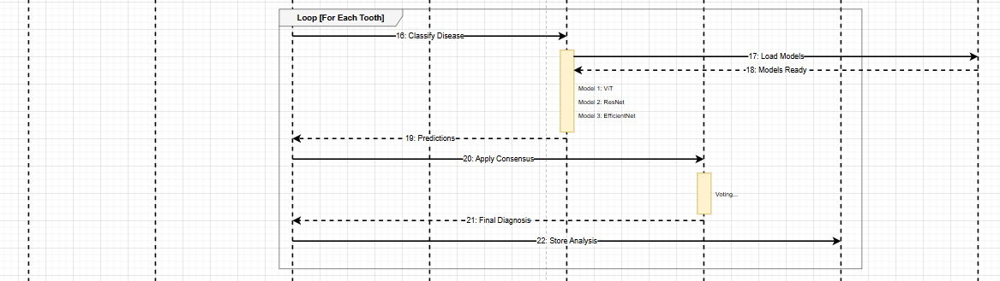 Loop [For Each Tooth]
16: Classify Disease
17: Load Models
18: Models Ready
Model 1: ViT
Model 2: ResNet
Model 3: EfficientNet
19: Predictions
20: Apply Consensus
Voting...
21: Final Diagnosis
22: Store Analysis